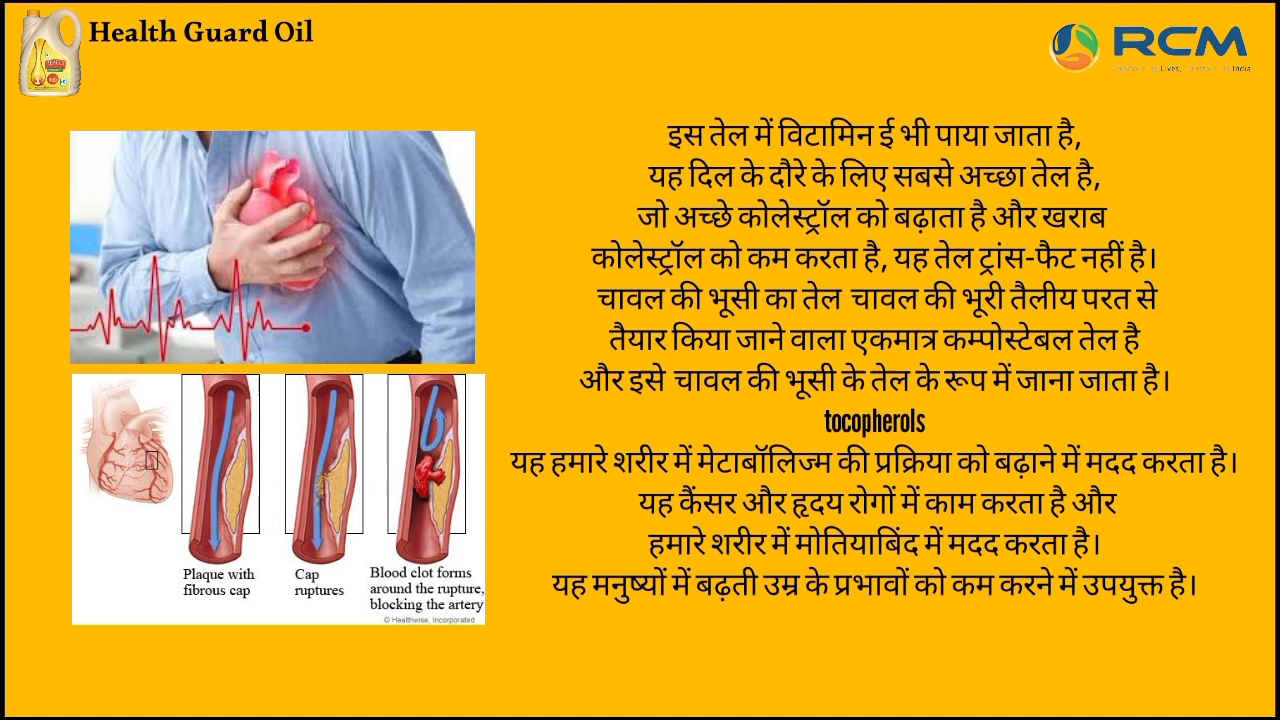 Health Guard Oil
RCM
इस तेल में विटामिन ई भी पाया जाता है,
यह दिल के दौरे के लिए सबसे अच्छा तेल है,
जो अच्छे कोलेस्ट्रॉल को बढ़ाता है और खराब
कोलेस्ट्रॉल को कम करता है, यह तेल ट्रांस-फैट नहीं है।
चावल की भूसी का तेल चावल की भूरी तैलीय परत से
तैयार किया जाने वाला एकमात्र कम्पोस्टेबल तेल है
और इसे चावल की भूसी के तेल के रूप में जाना जाता है।
tocopherols
यह हमारे शरीर में मेटाबॉलिज्म की प्रक्रिया को बढ़ाने में मदद करता है।
यह कैंसर और हृदय रोगों में काम करता है और
हमारे शरीर में मोतियाबिंद में मदद करता है।
यह मनुष्यों में बढ़ती उम्र के प्रभावों को कम करने में उपयुक्त है।
Plaque with
fibrous cap
Cap
ruptures
Blood clot forms
around the rupture,
blocking the artery
© Healthwise, Incorporated